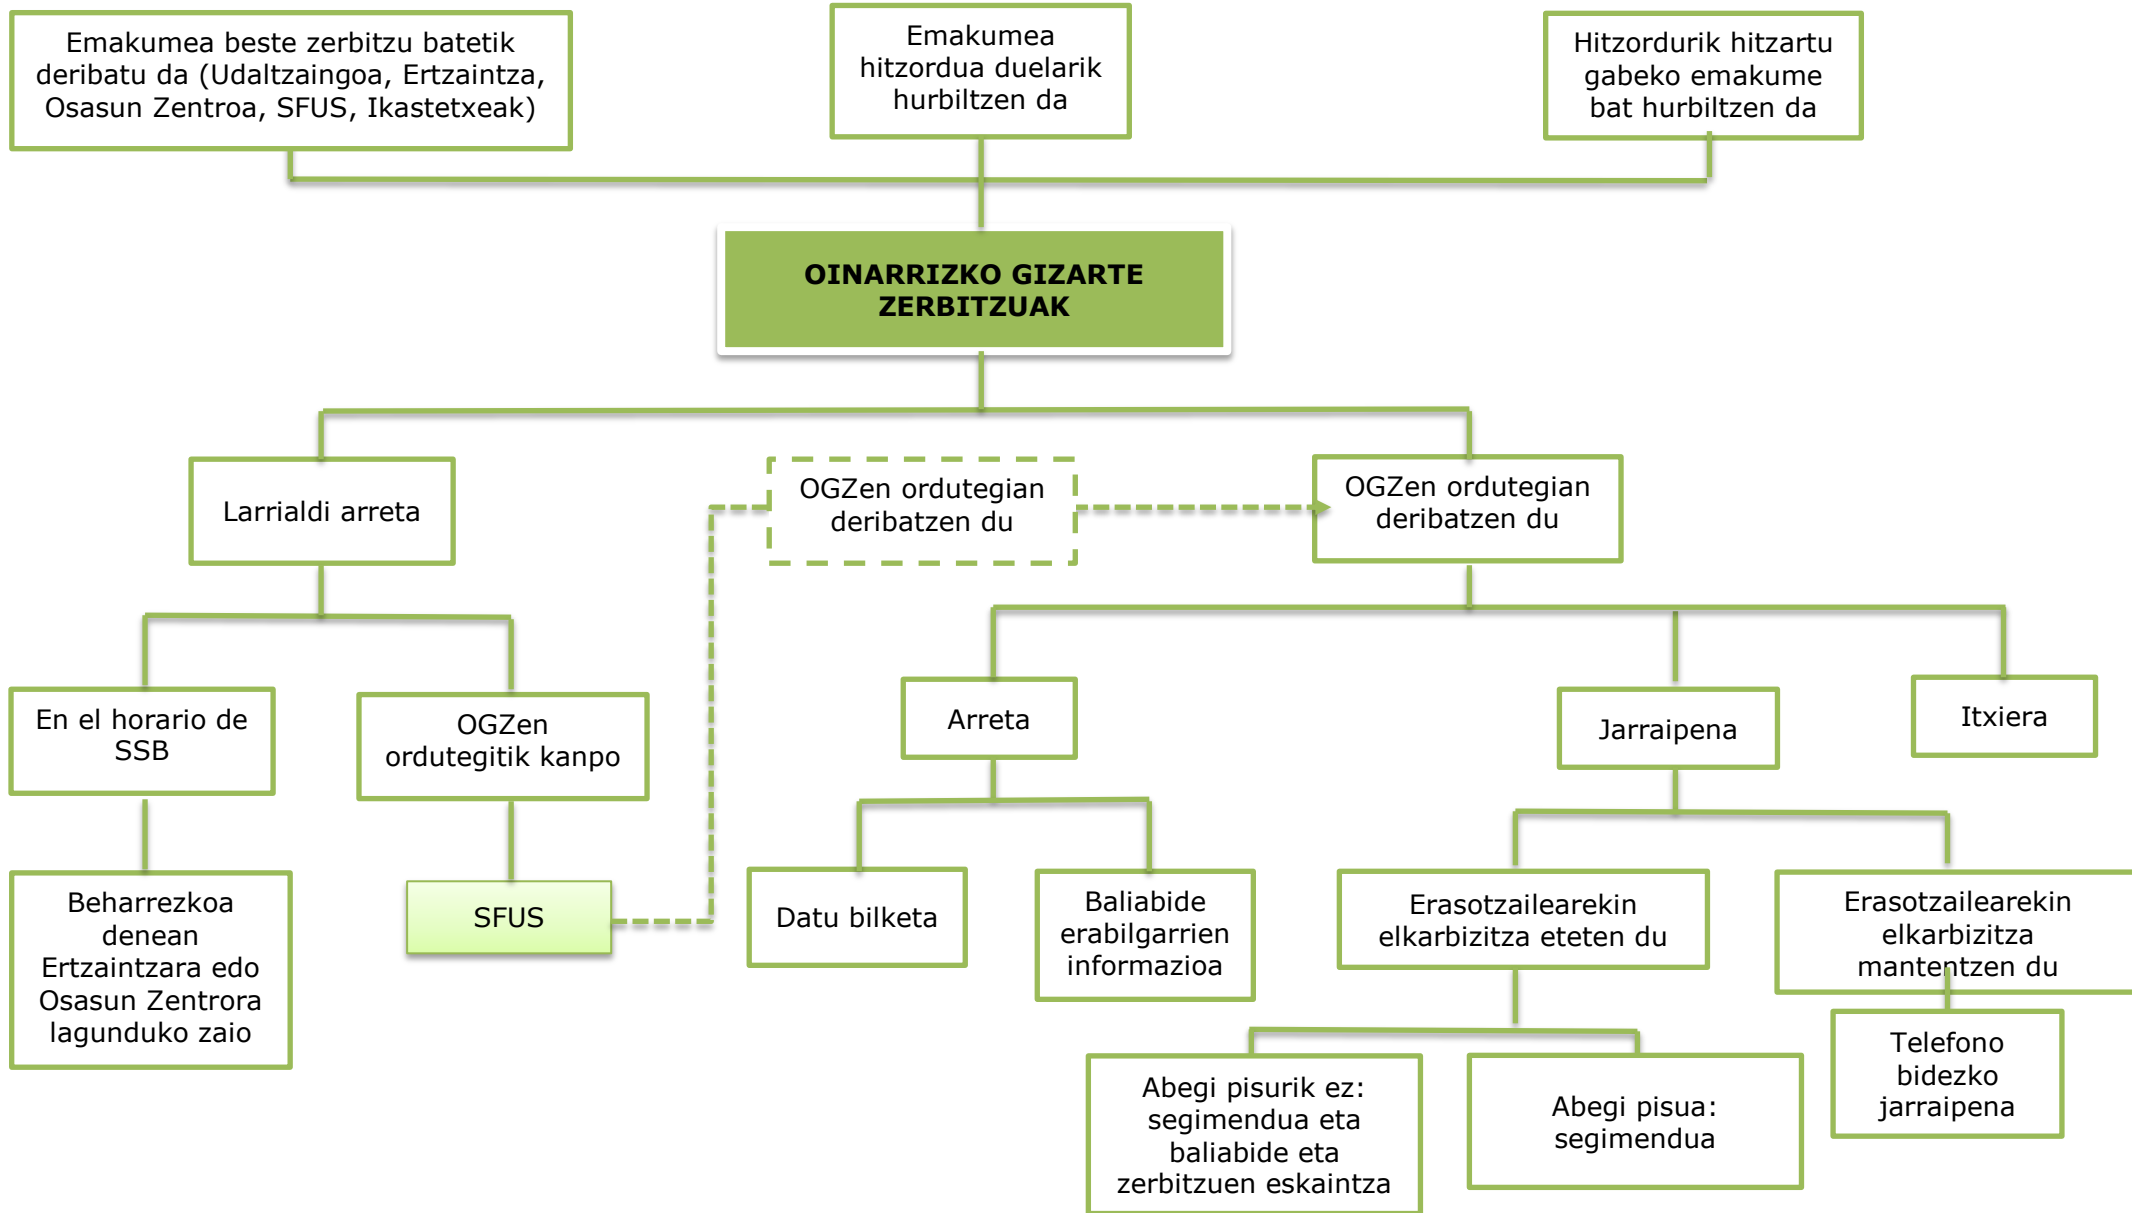 Emakumea beste zerbitzu batetik
deribatu da (Udaltzaingoa, Ertzaintza,
Osasun Zentroa, SFUS, Ikastetxeak)
Emakumea
hitzordua duelarik
hurbiltzen da
Hitzordurik hitzartu
gabeko emakume
bat hurbiltzen da
OINARRIZKO GIZARTE
ZERBITZUAK
Larrialdi arreta
OGZen ordutegian
deribatzen du
OGZen ordutegian
deribatzen du
En el horario de
SSB
OGZen
ordutegitik kanpo
Arreta
Jarraipena
Itxiera
Beharrezkoa
denean
Ertzaintzara edo
Osasun Zentrora
lagunduko zaio
SFUS
Datu bilketa
Baliabide
erabilgarrien
informazioa
Erasotzailearekin
elkarbizitza eteten du
Erasotzailearekin
elkarbizitza
mantentzen du
Abegi pisurik ez:
segimendua eta
baliabide eta
zerbitzuen eskaintza
Abegi pisua:
segimendua
Telefono
bidezko
jarraipena